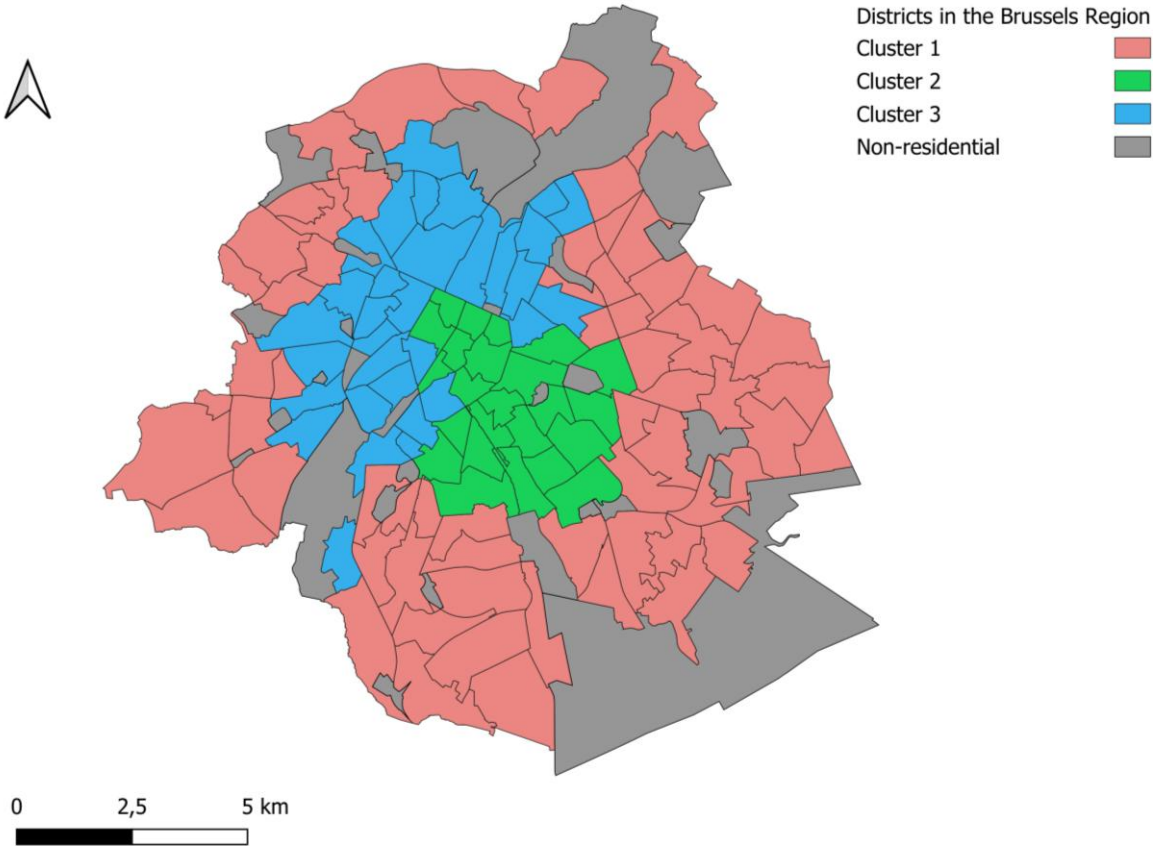 Districts in the Brussels Region
Cluster 1
Cluster 2
Cluster 3
Non-residential
0 2,5 5 km